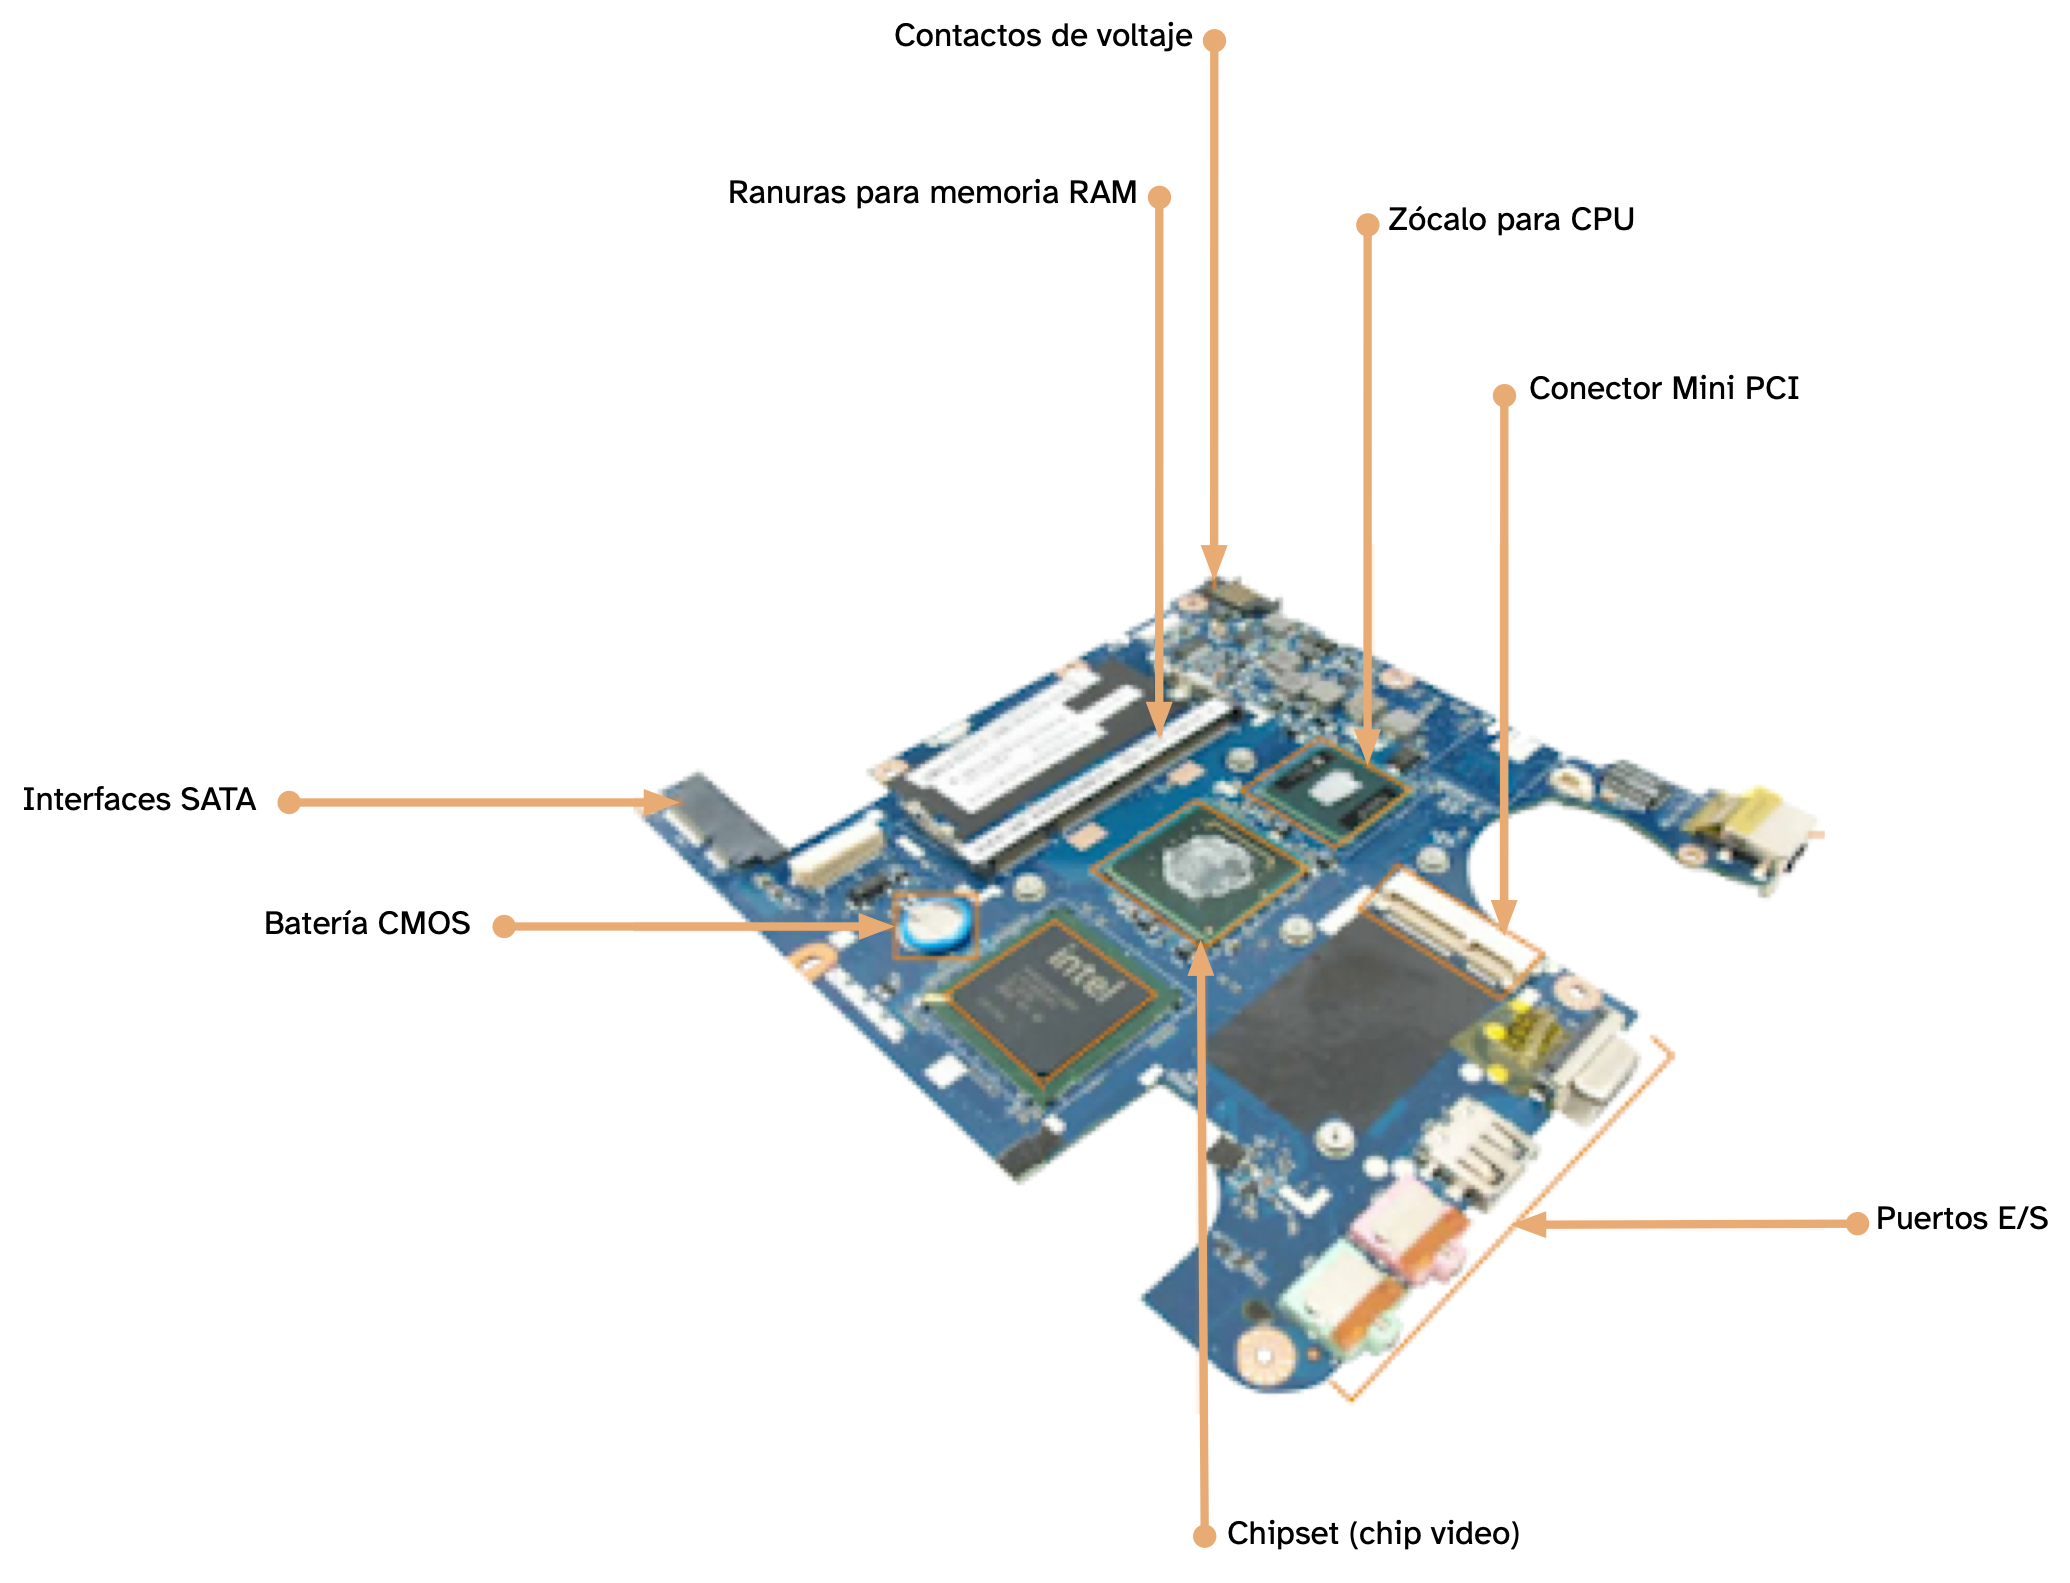 Contactos de voltaje
Ranuras para memoria RAM
Zócalo para CPU
Conector Mini PCI
Interfaces SATA
Batería CMOS
intel
Puertos E/S
Chipset (chip video)